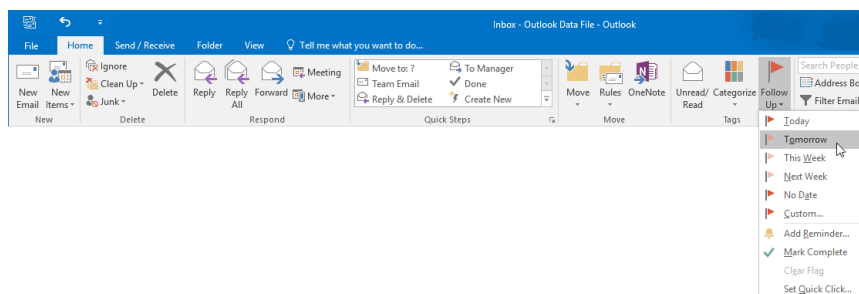 Inbox - Outlook Data File - Outlook
File Home Send / Receive Folder View Tell me what you want to do...
Ignore
Clean Up
Junk
Delete
New Email
New Items
Reply
Reply All
Forward
Meeting
More
Move to: ?
Team Email
Reply & Delete
To Manager
Done
Create New
Move
Rules
OneNote
Unread/ Read
Categorize
Follow Up
Search People
Address Bo
Filter Email
New Delete Respond Quick Steps Move Tags
Today
Tomorrow
This Week
Next Week
No Date
Custom...
Add Reminder...
Mark Complete
Clear Flag
Set Quick Click...